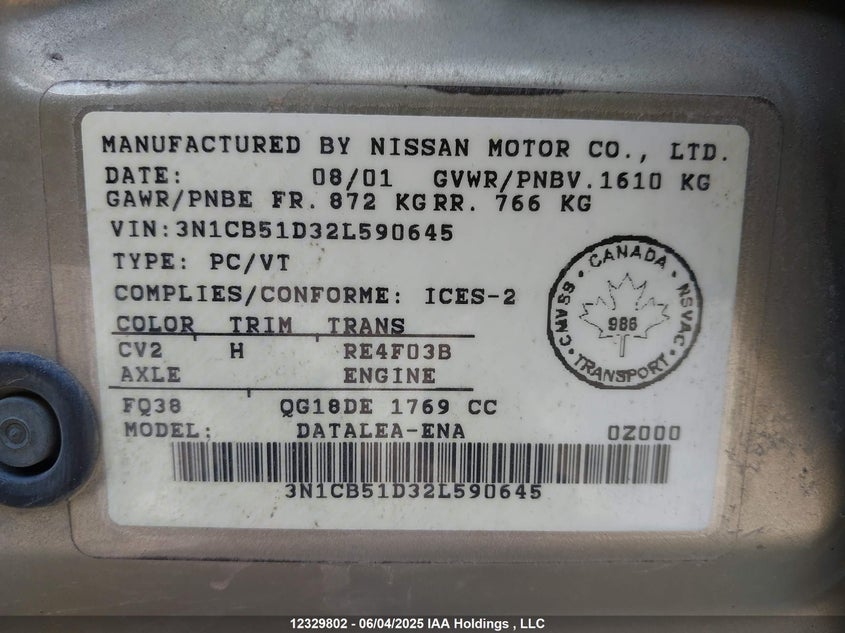 MANUFACTURED BY NISSAN MOTOR CO., LTD.
DATE: 08/01 GVWR/PNBV.1610 KG
GAWR/PNBE FR. 872 KG RR. 766 KG
VIN:3N1CB51D32L590645
TYPE: PC/VT
COMPLIES/CONFORME: ICES-2
COLOR TRIM TRANS
CV2 H RE4F03B
AXLE ENGINE
FQ38 QG18DE 1769 CC
MODEL: DATALEA-ENA 0Z000
3N1CB51D32L590645
CANADA · NSVAC · TRANSPORT · CMVSS
986
12329802 - 06/04/2025 IAA Holdings , LLC